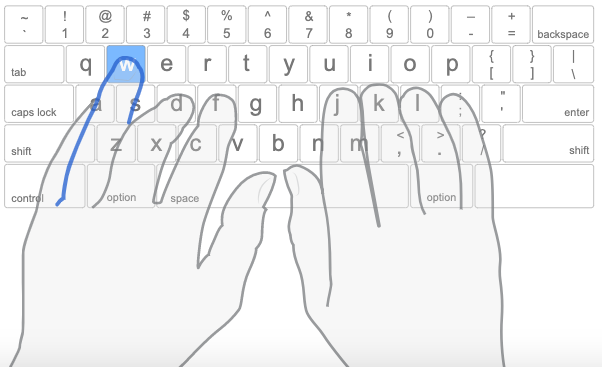 ~ ! @ # $ % ^ & * ( ) _ +
` 1 2 3 4 5 6 7 8 9 0 - = backspace
tab q w e r t y u i o p { [ } ] | \
caps lock a s d f g h j k l : ; " ' enter
shift z x c v b n m < , > . ? / shift
control option space option